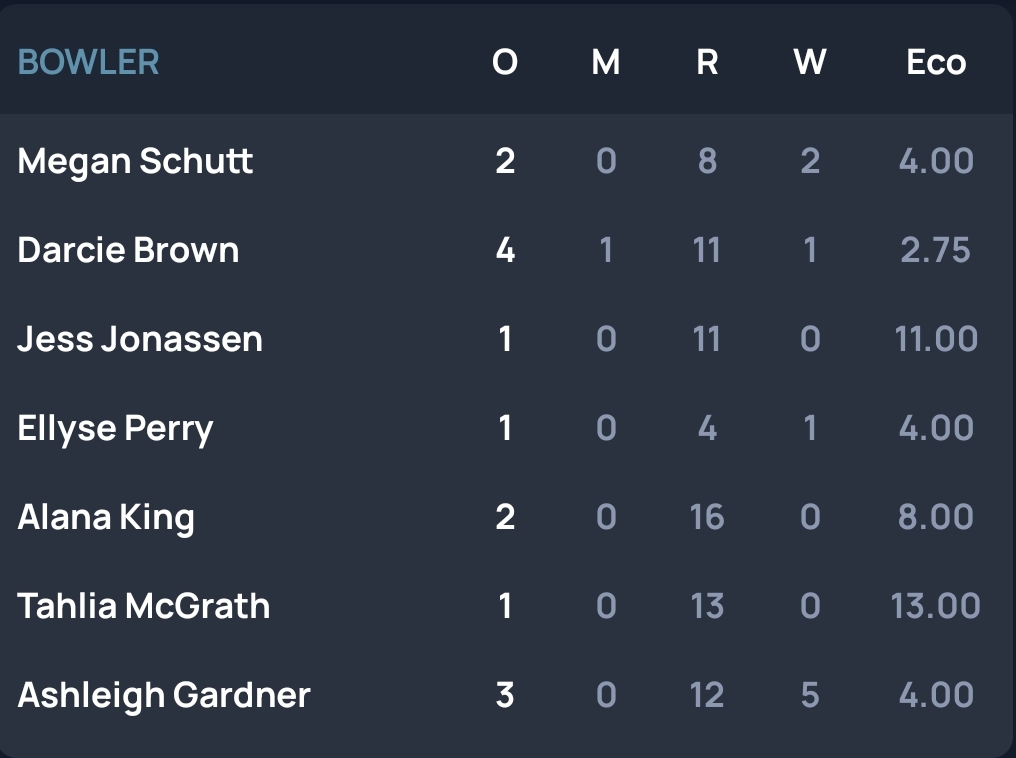 BOWLER O M R W Eco
Megan Schutt 2 0 8 2 4.00
Darcie Brown 4 1 11 1 2.75
Jess Jonassen 1 0 11 0 11.00
Ellyse Perry 1 0 4 1 4.00
Alana King 2 0 16 0 8.00
Tahlia McGrath 1 0 13 0 13.00
Ashleigh Gardner 3 0 12 5 4.00